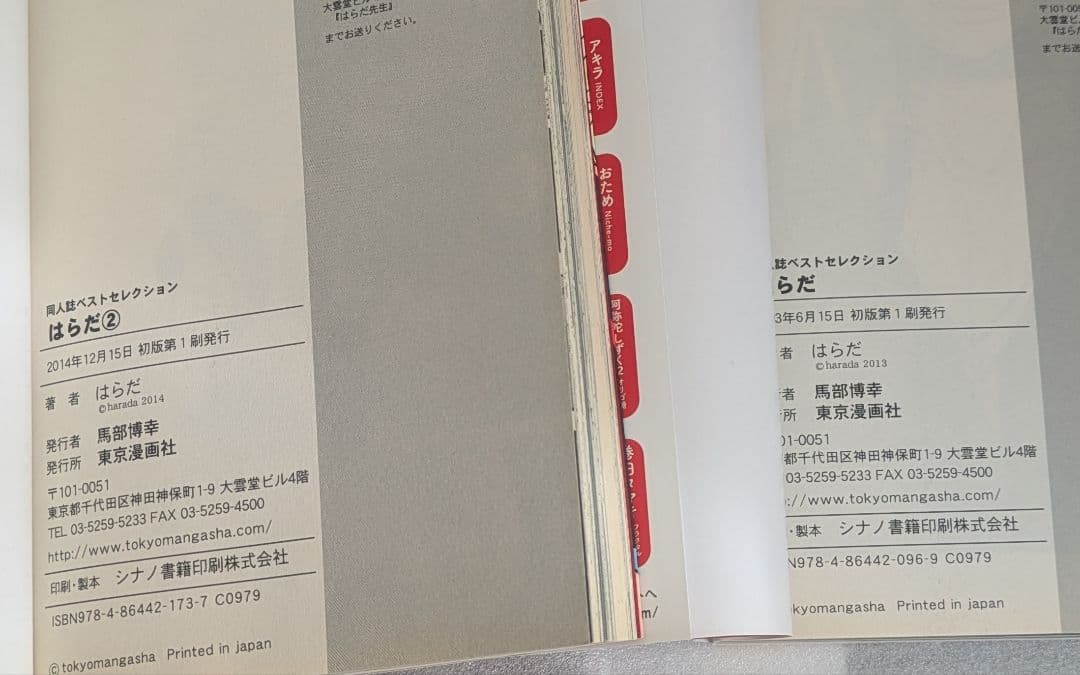 大雲堂ビル
『はらだ先生』
までお送りください。
同人誌ベストセレクション
はらだ②
2014年12月15日 初版第1刷発行
著 者 はらだ
©harada 2014
発行者 馬部博幸
発行所 東京漫画社
〒101-0051
東京都千代田区神田神保町1-9 大雲堂ビル4階
TEL 03-5259-5233 FAX 03-5259-4500
http://www.tokyomangasha.com/
印刷・製本 シナノ書籍印刷株式会社
ISBN978-4-86442-173-7 C0979
©tokyomangasha Printed in japan
アキラ INDEX
おため Niche-mo
阿弥陀しずく2
へ
m/
〒101-005
大雲堂ビ
『はらだ
までお送
誌ベストセレクション
らだ
3年6月15日 初版第1刷発行
者 はらだ
©harada 2013
者 馬部博幸
所 東京漫画社
01-0051
都千代田区神田神保町1-9 大雲堂ビル4階
03-5259-5233 FAX 03-5259-4500
://www.tokyomangasha.com/
・製本 シナノ書籍印刷株式会社
N978-4-86442-096-9 C0979
kyomangasha Printed in japan